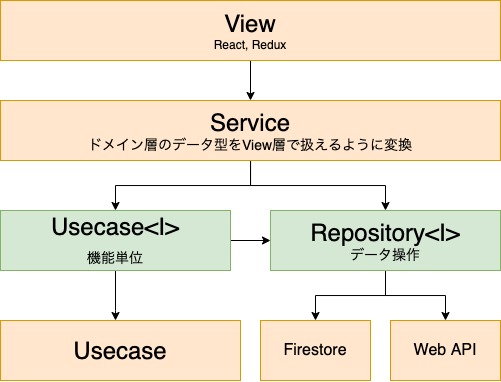 View
React, Redux
Service
ドメイン層のデータ型をView層で扱えるように変換
Usecase<I>
機能単位
Repository<I>
データ操作
Usecase
Firestore
Web API